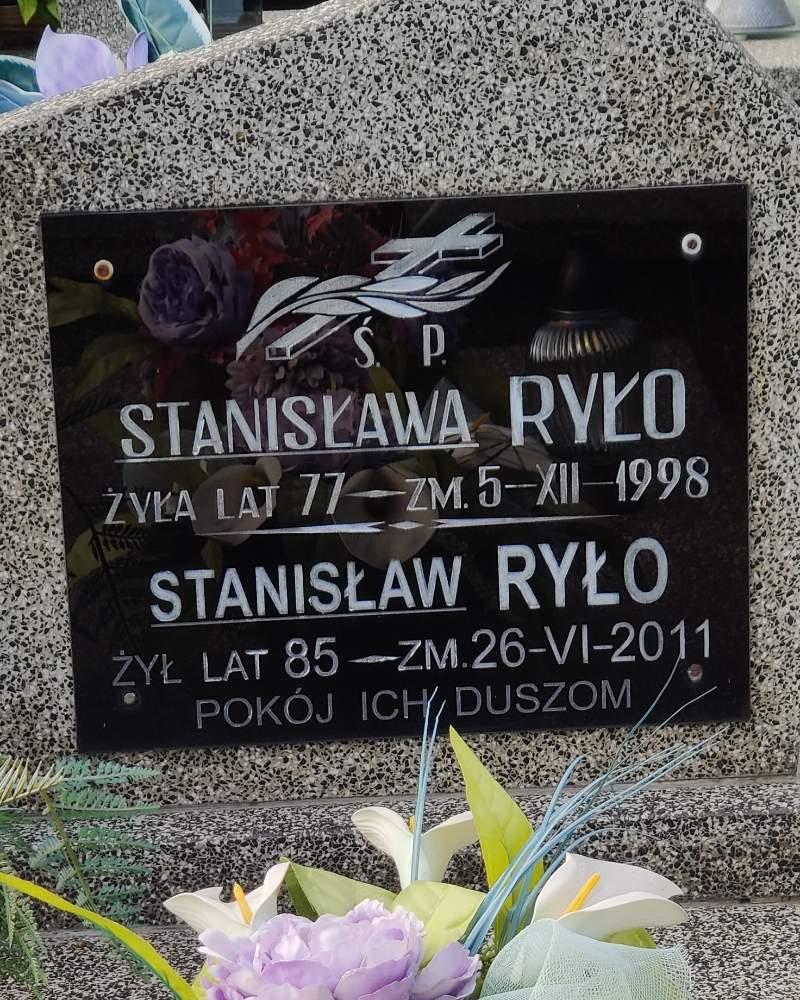 Ś. P.
STANISŁAWA RYŁO
ŻYŁA LAT 77 — ZM. 5-XII-1998
STANISŁAW RYŁO
ŻYŁ LAT 85 — ZM. 26-VI-2011
POKÓJ ICH DUSZOM